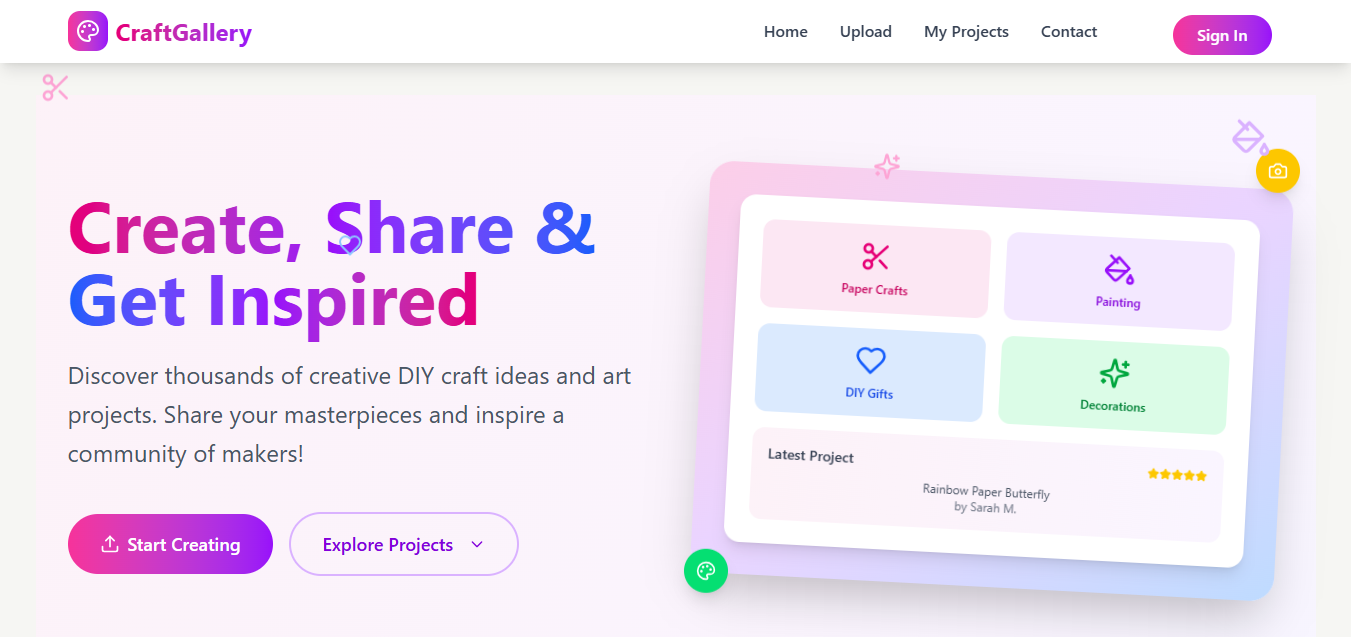 CraftGallery
Home
Upload
My Projects
Contact
Sign In
Create, Share &
Get Inspired
Discover thousands of creative DIY craft ideas and art
projects. Share your masterpieces and inspire a
community of makers!
Start Creating
Explore Projects
Paper Crafts
Painting
DIY Gifts
Decorations
Latest Project
Rainbow Paper Butterfly
by Sarah M.